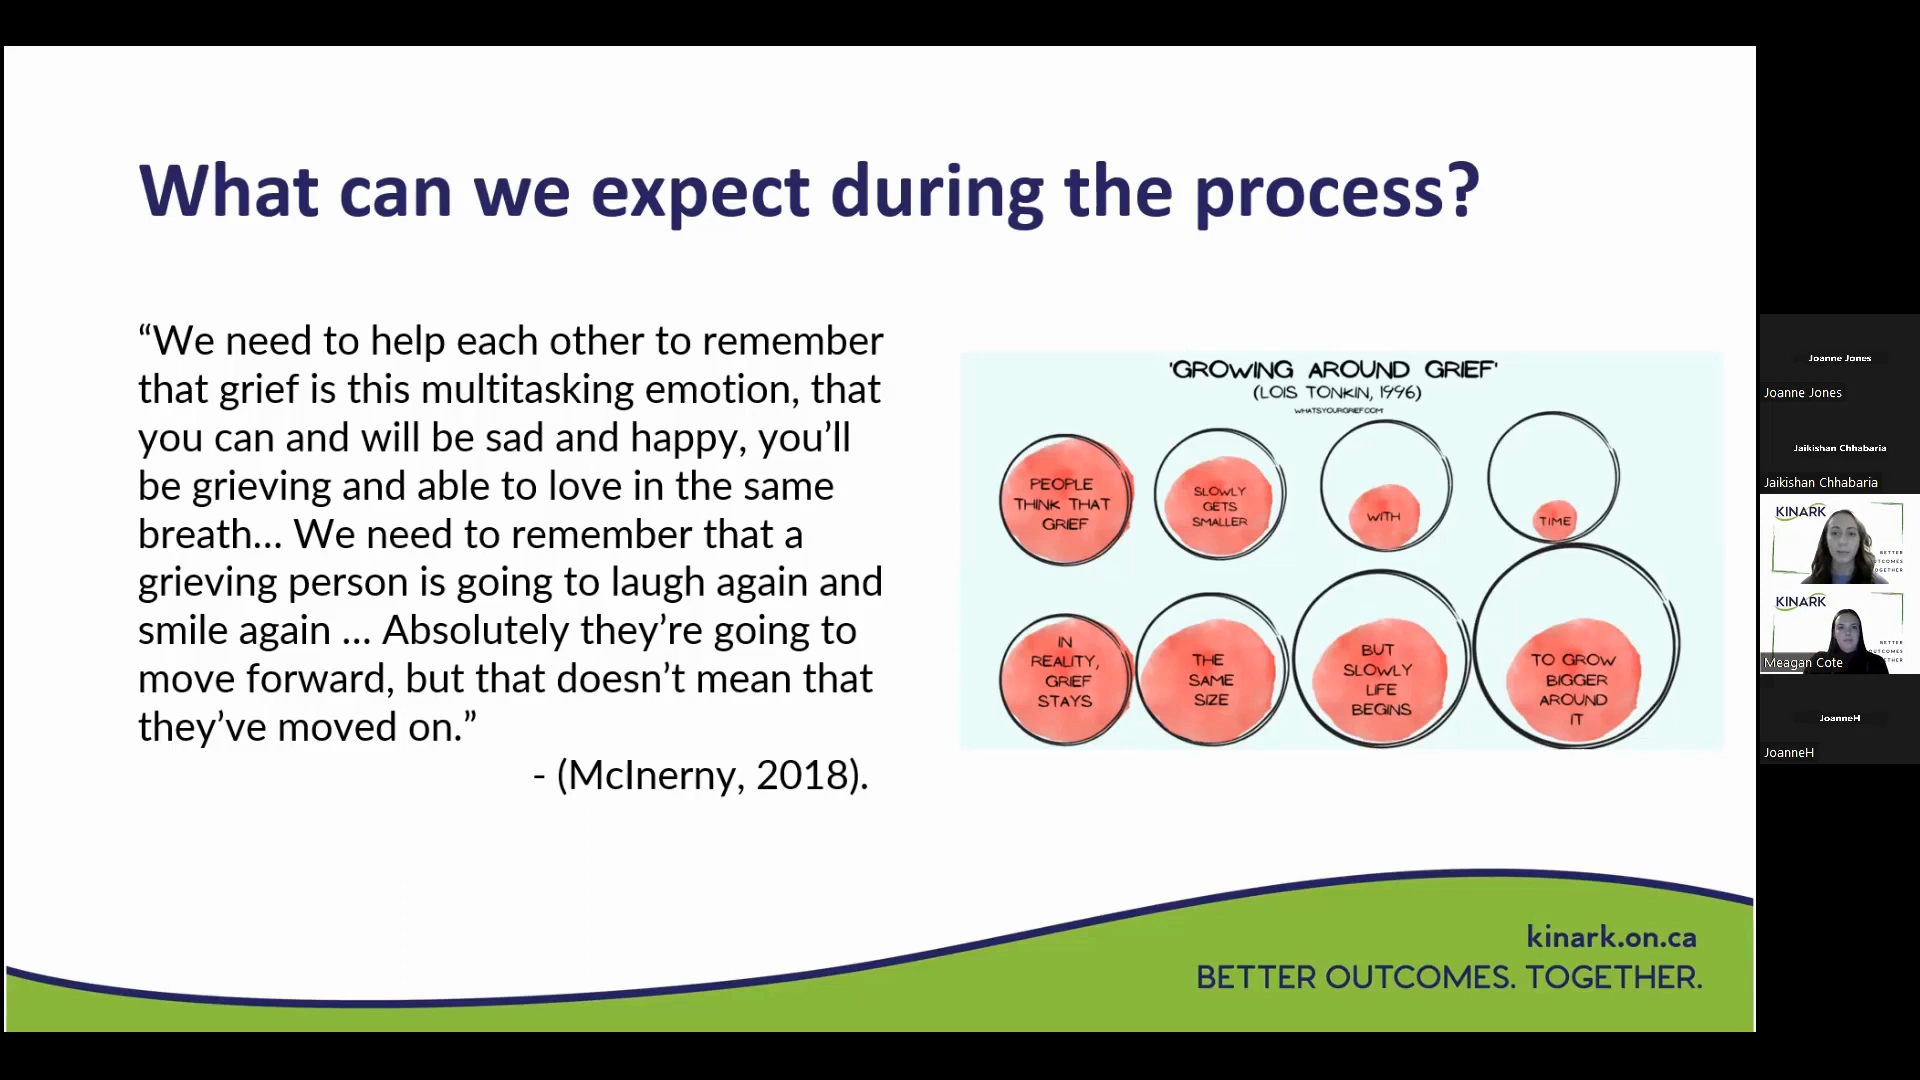 What can we expect during the process?
“We need to help each other to remember
that grief is this multitasking emotion, that
you can and will be sad and happy, you’ll
be grieving and able to love in the same
breath... We need to remember that a
grieving person is going to laugh again and
smile again ... Absolutely they’re going to
move forward, but that doesn’t mean that
they’ve moved on.”
- (McInerny, 2018).
'GROWING AROUND GRIEF'
(LOIS TONKIN, 1996)
WHATSYOURGRIEF.COM
PEOPLE
THINK THAT
GRIEF
SLOWLY
GETS
SMALLER
WITH
TIME
IN
REALITY,
GRIEF
STAYS
THE
SAME
SIZE
BUT
SLOWLY
LIFE
BEGINS
TO GROW
BIGGER
AROUND
IT
kinark.on.ca
BETTER OUTCOMES. TOGETHER.
Joanne Jones
Joanne Jones
Jaikishan Chhabaria
Jaikishan Chhabaria
KINARK
BETTER
KINARK
BETTER
Meagan Cote
JoanneH
JoanneH